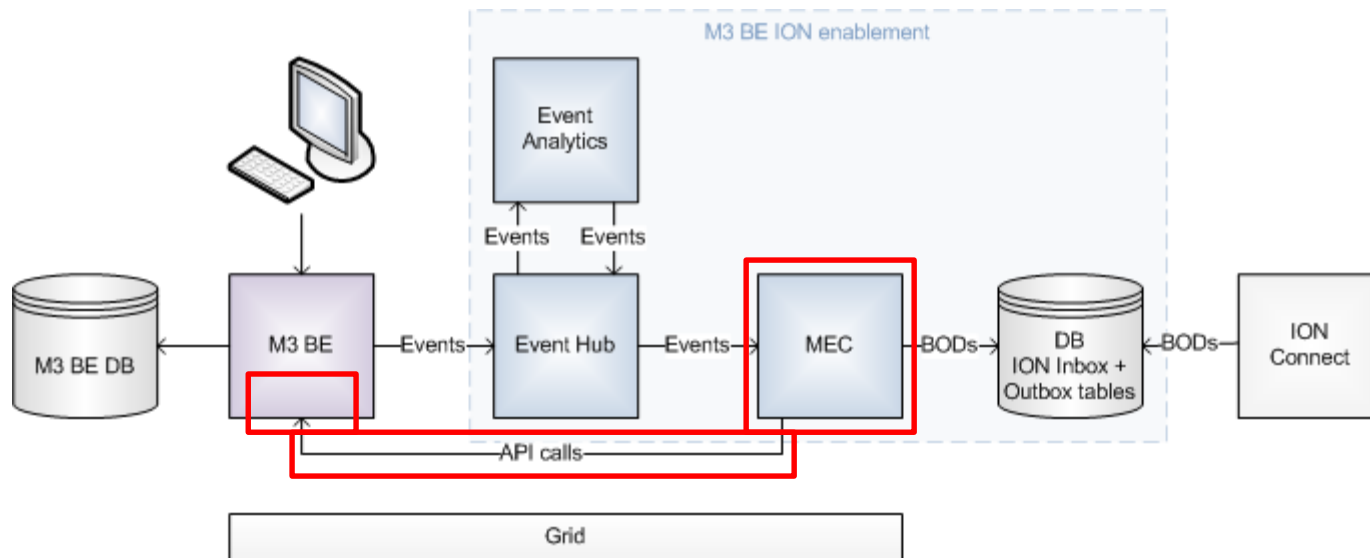 M3 BE ION enablement
Event
Analytics
Events
Events
M3 BE DB
M3 BE
Events
Event Hub
Events
MEC
BODs
DB
ION Inbox +
Outbox tables
BODs
ION
Connect
API calls
Grid